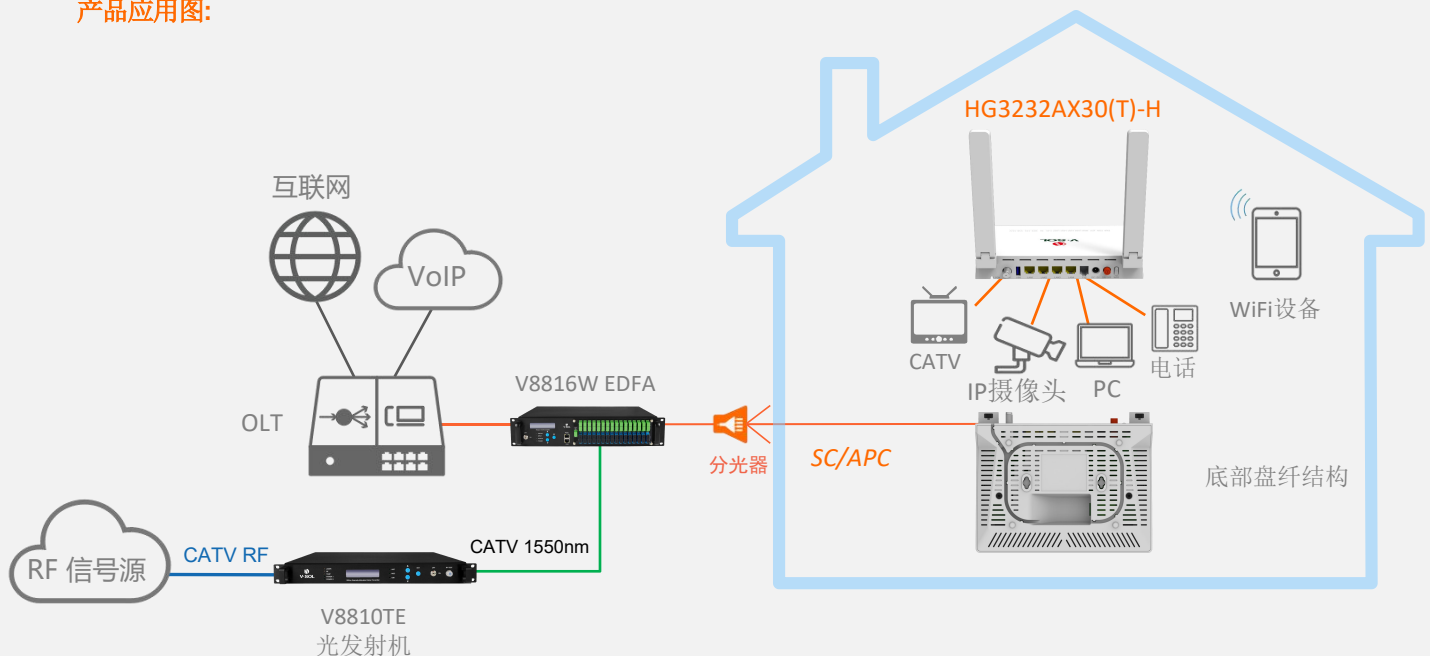 产品应用图:
HG3232AX30(T)-H
互联网
VoIP
V-SOL
WiFi设备
CATV
IP摄像头
PC
电话
V8816W EDFA
OLT
分光器
SC/APC
底部盘纤结构
RF 信号源
CATV RF
V-SOL
CATV 1550nm
V8810TE
光发射机